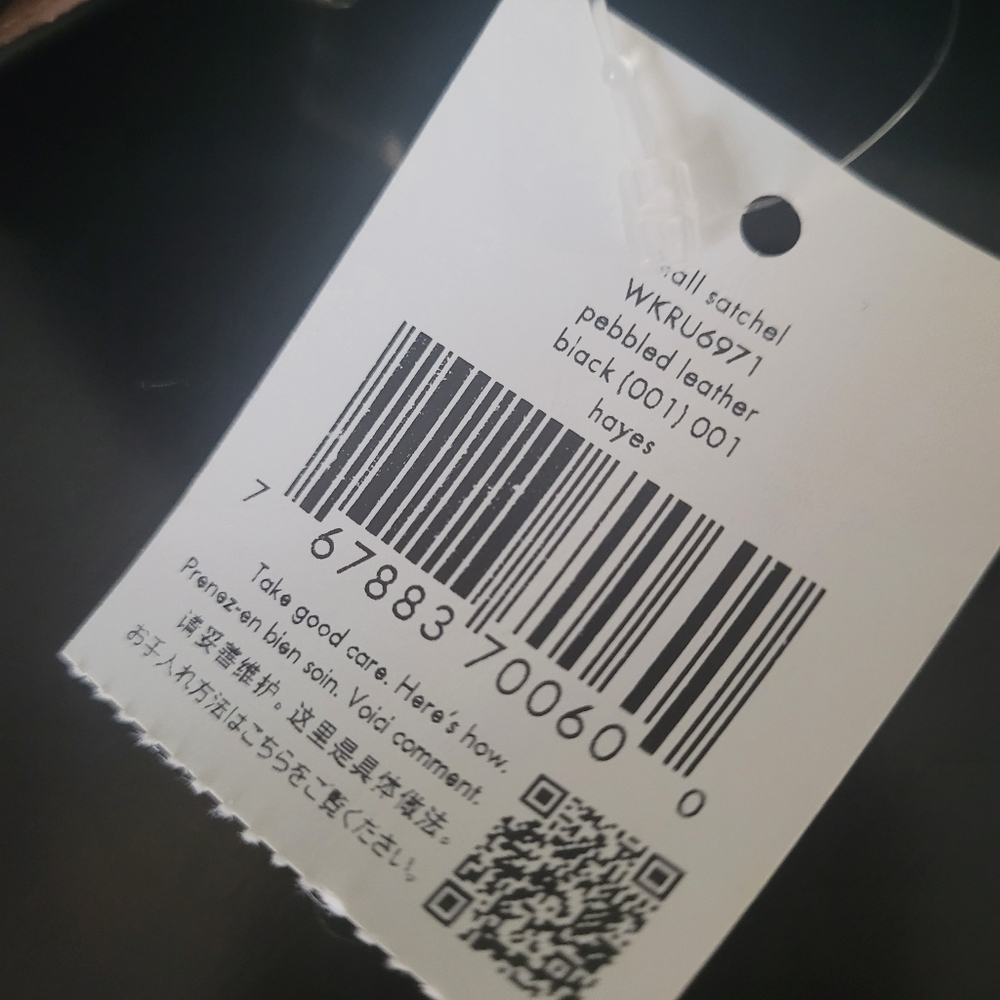 small satchel
WKRU6971
pebbled leather
black (001) 001
hayes
7 67883 70060 0
Take good care. Here's how.
Prenez-en bien soin. Voici comment.
请妥善维护。这里是具体做法。
お手入れ方法はこちらをご覧ください。